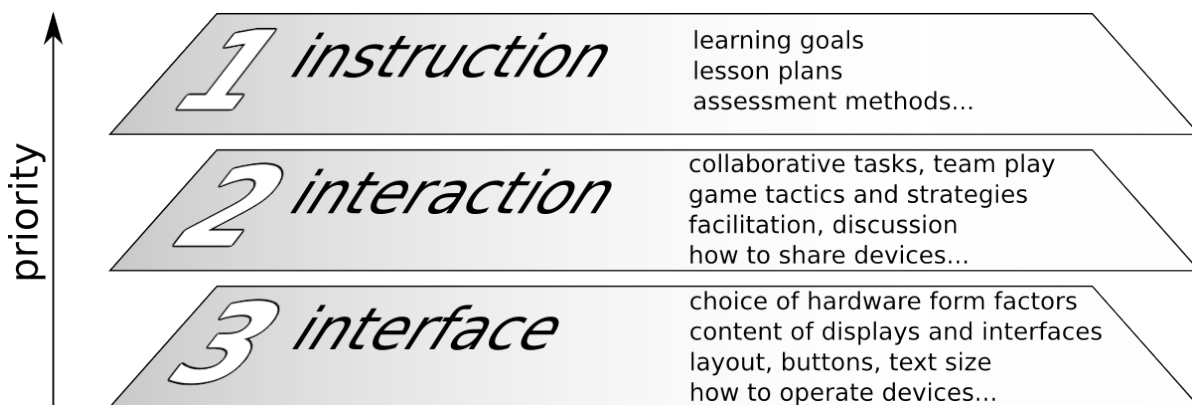 priority
1 instruction
learning goals
lesson plans
assessment methods...
2 interaction
collaborative tasks, team play
game tactics and strategies
facilitation, discussion
how to share devices...
3 interface
choice of hardware form factors
content of displays and interfaces
layout, buttons, text size
how to operate devices...